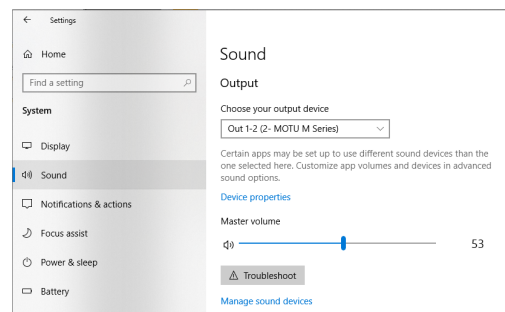 Settings
Home
Find a setting
System
Display
Sound
Notifications & actions
Focus assist
Power & sleep
Battery
Sound
Output
Choose your output device
Out 1-2 (2- MOTU M Series)
Certain apps may be set up to use different sound devices than the
one selected here. Customize app volumes and devices in advanced
sound options.
Device properties
Master volume
53
Troubleshoot
Manage sound devices